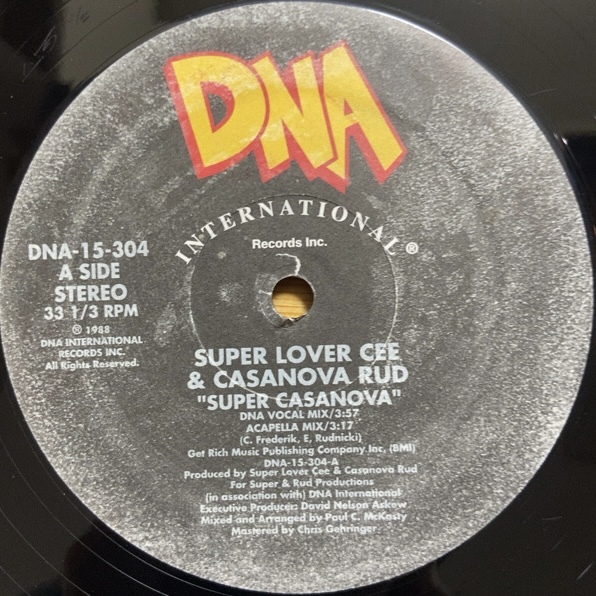 DNA
INTERNATIONAL®
Records Inc.
DNA-15-304
A SIDE
STEREO
33 1/3 RPM
℗ 1988
DNA INTERNATIONAL
RECORDS INC.
All Rights Reserved.
SUPER LOVER CEE
& CASANOVA RUD
"SUPER CASANOVA"
DNA VOCAL MIX/3:57
ACAPELLA MIX/3:17
(C. Frederik, E, Rudnicki)
Get Rich Music Publishing Company Inc. (BMI)
DNA-15-304-A
Produced by Super Lover Cee & Casanova Rud
For Super & Rud Productions
(in association with) DNA International
Executive Producer: David Nelson Askew
Mixed and Arranged by Paul C. McKasty
Mastered by Chris Gehringer